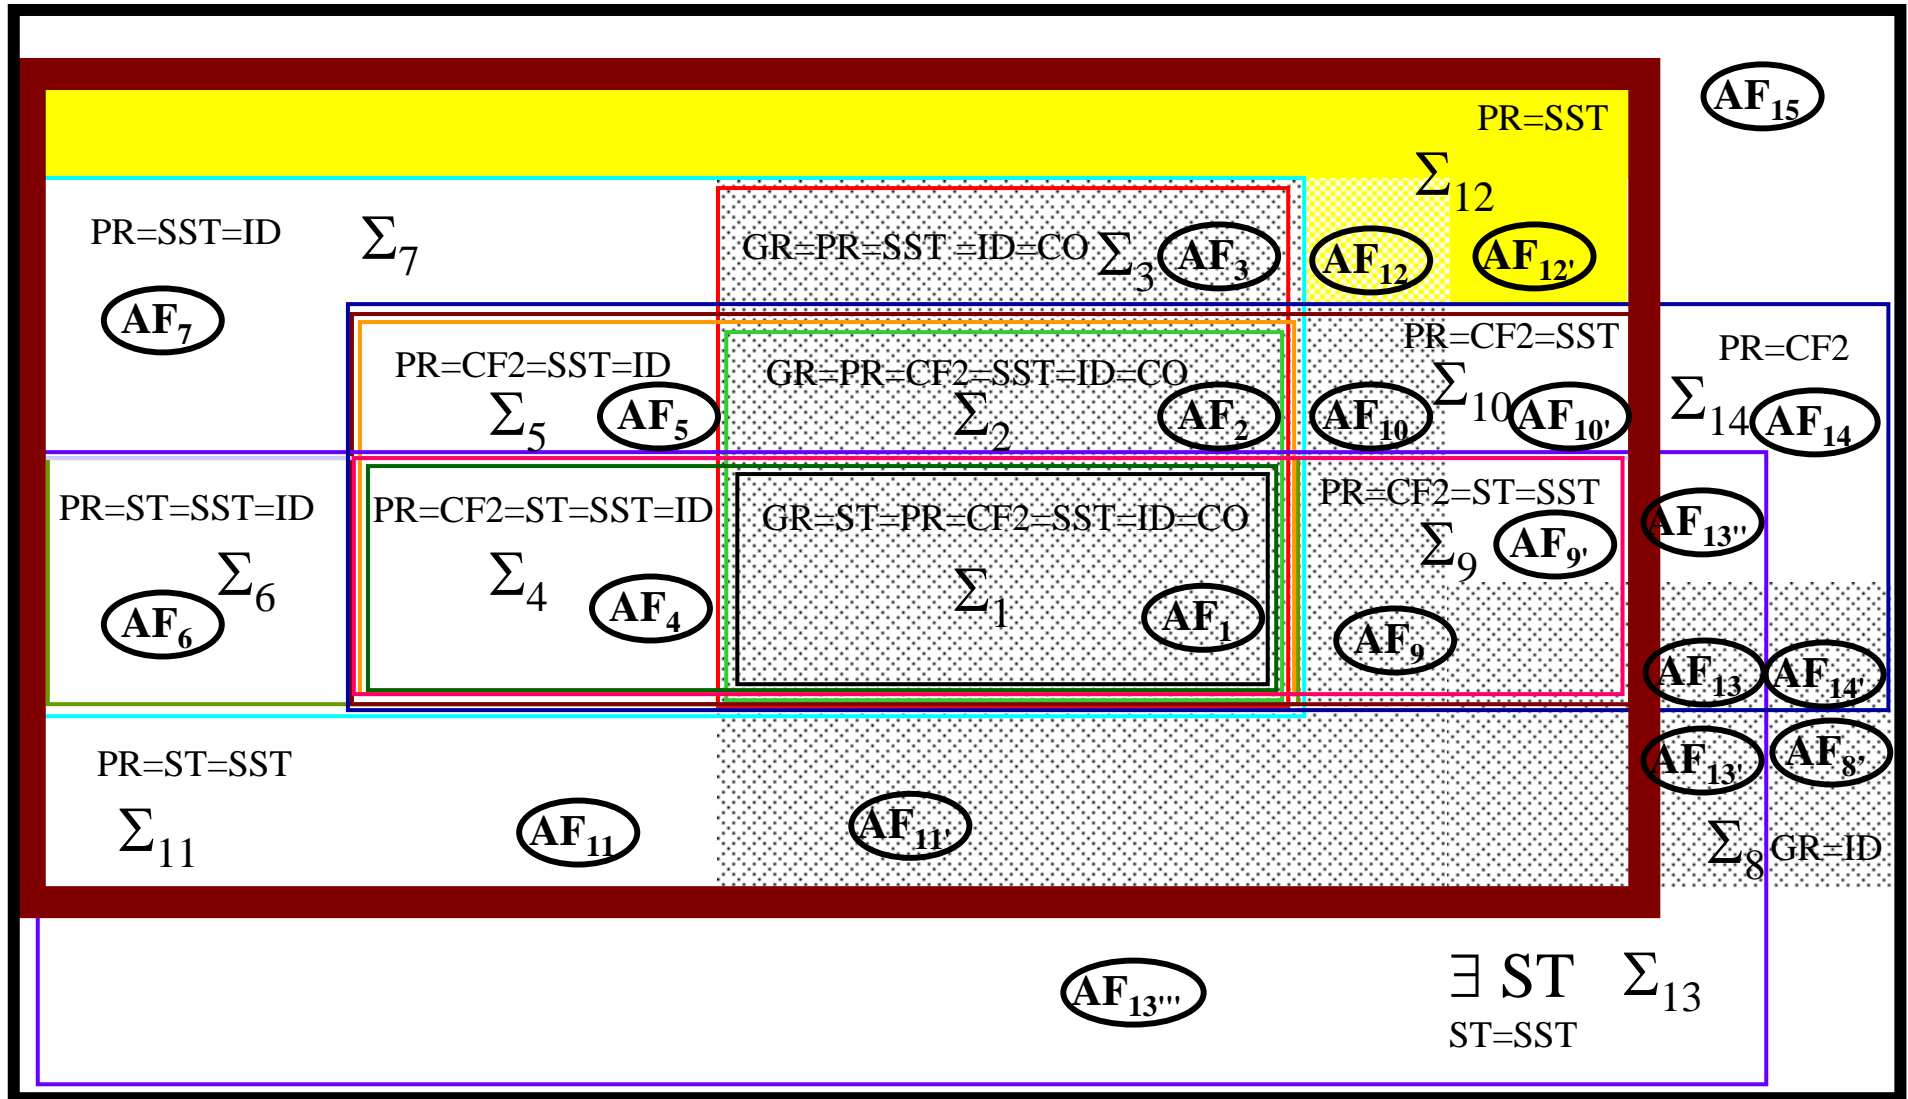 AF15
PR=SST
Σ12
PR=SST=ID
Σ7
GR=PR=SST =ID=CO
Σ3
AF3
AF12
AF12'
AF7
PR=CF2=SST=ID
GR=PR=CF2=SST=ID=CO
PR=CF2=SST
PR=CF2
Σ5
AF5
Σ2
AF2
AF10
Σ10
AF10'
Σ14
AF14
PR=ST=SST=ID
PR=CF2=ST=SST=ID
GR=ST=PR=CF2=SST=ID=CO
PR=CF2=ST=SST
Σ9
AF9'
AF13''
Σ6
AF6
Σ4
AF4
Σ1
AF1
AF9
AF13
AF14'
PR=ST=SST
AF13'
AF8'
Σ11
AF11
AF11'
Σ8
GR=ID
AF13'''
∃ ST
Σ13
ST=SST